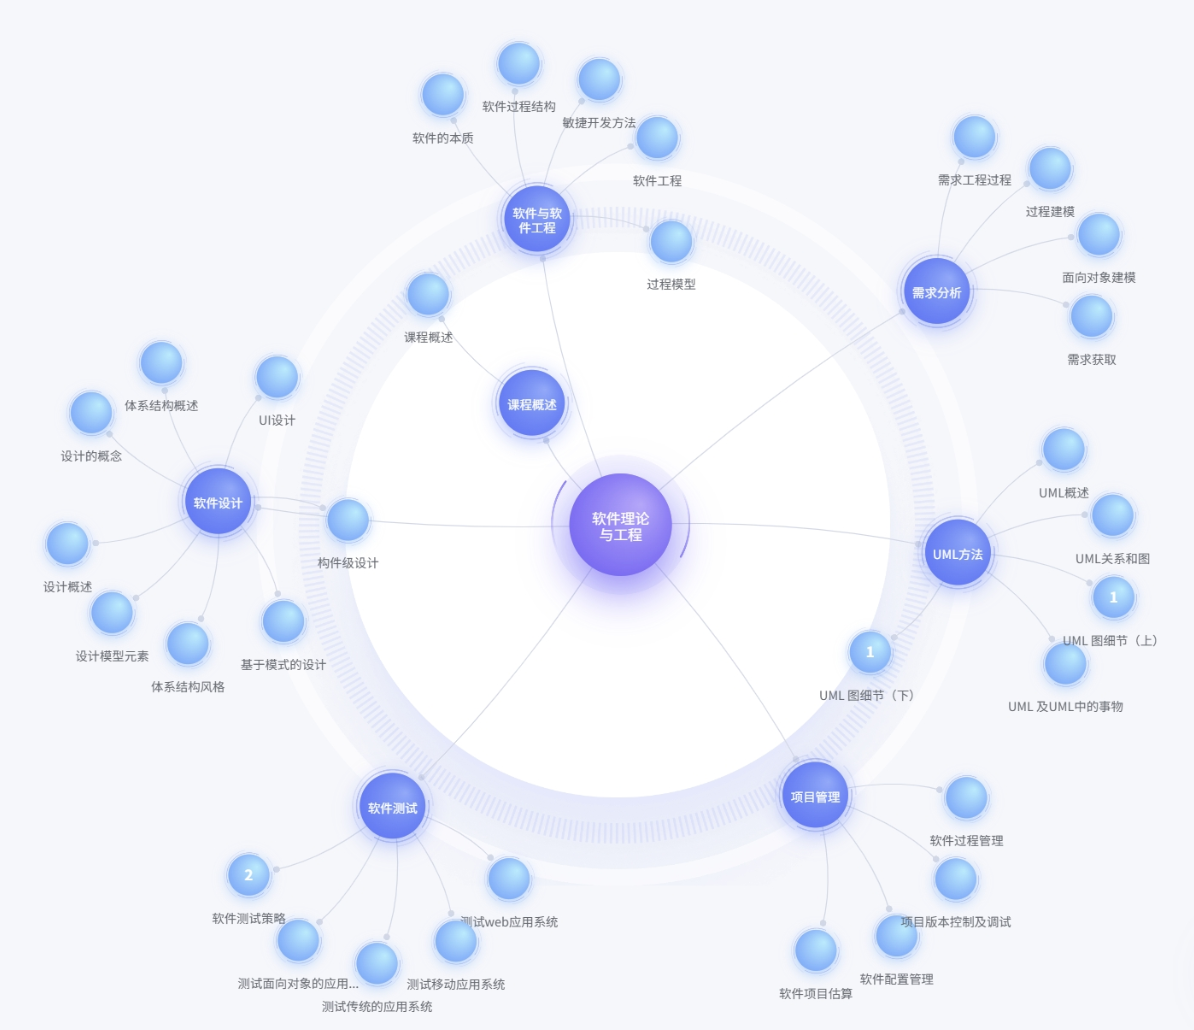 软件过程结构
敏捷开发方法
软件的本质
软件工程
需求工程过程
过程建模
软件与软
件工程
过程模型
面向对象建模
需求分析
课程概述
需求获取
课程概述
体系结构概述
UI设计
设计的概念
软件设计
UML概述
软件理论
与工程
构件级设计
UML方法
UML关系和图
设计概述
1
UML 图细节（上）
设计模型元素
基于模式的设计
体系结构风格
1
UML 图细节（下）
UML 及UML中的事物
软件测试
项目管理
软件过程管理
2
软件测试策略
测试web应用系统
项目版本控制及调试
测试面向对象的应用...
测试移动应用系统
软件配置管理
测试传统的应用系统
软件项目估算